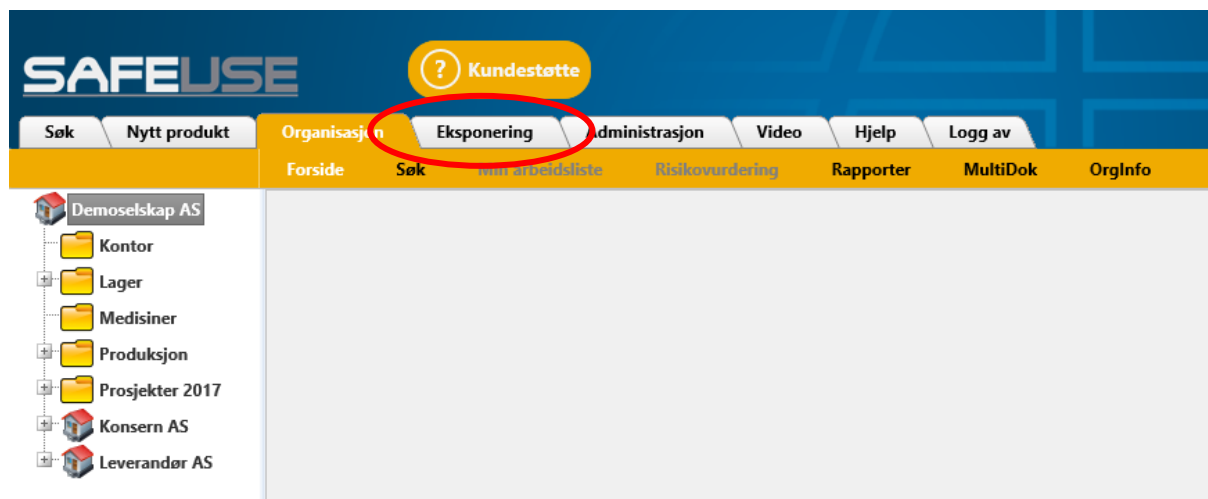 SAFEUSE
? Kundestøtte
Søk Nytt produkt Organisasjon Eksponering Administrasjon Video Hjelp Logg av
Forside Søk Min arbeidsliste Risikovurdering Rapporter MultiDok OrgInfo
Demoselskap AS
Kontor
Lager
Medisiner
Produksjon
Prosjekter 2017
Konsern AS
Leverandør AS